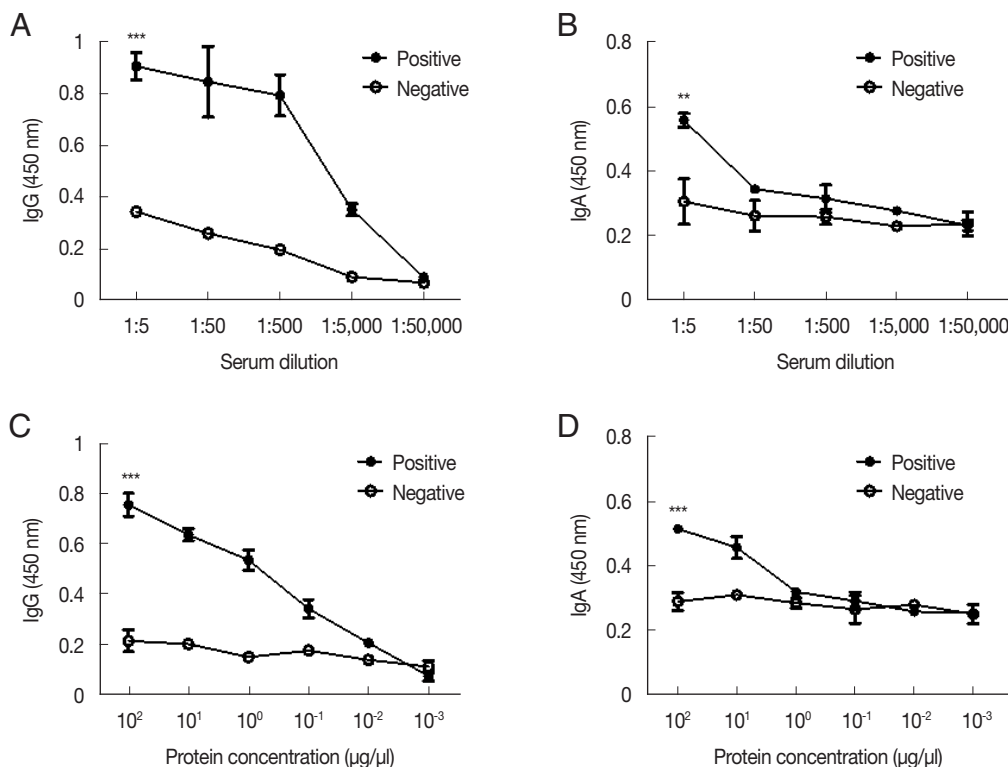 A
***
Positive
Negative
1
0.8
0.6
0.4
0.2
0
IgG (450 nm)
1:5 1:50 1:500 1:5,000 1:50,000
Serum dilution
B
**
Positive
Negative
0.8
0.6
0.4
0.2
0
IgA (450 nm)
1:5 1:50 1:500 1:5,000 1:50,000
Serum dilution
C
***
Positive
Negative
1
0.8
0.6
0.4
0.2
0
IgG (450 nm)
10² 10¹ 10⁰ 10⁻¹ 10⁻² 10⁻³
Protein concentration (µg/µl)
D
***
Positive
Negative
0.8
0.6
0.4
0.2
0
IgA (450 nm)
10² 10¹ 10⁰ 10⁻¹ 10⁻² 10⁻³
Protein concentration (µg/µl)